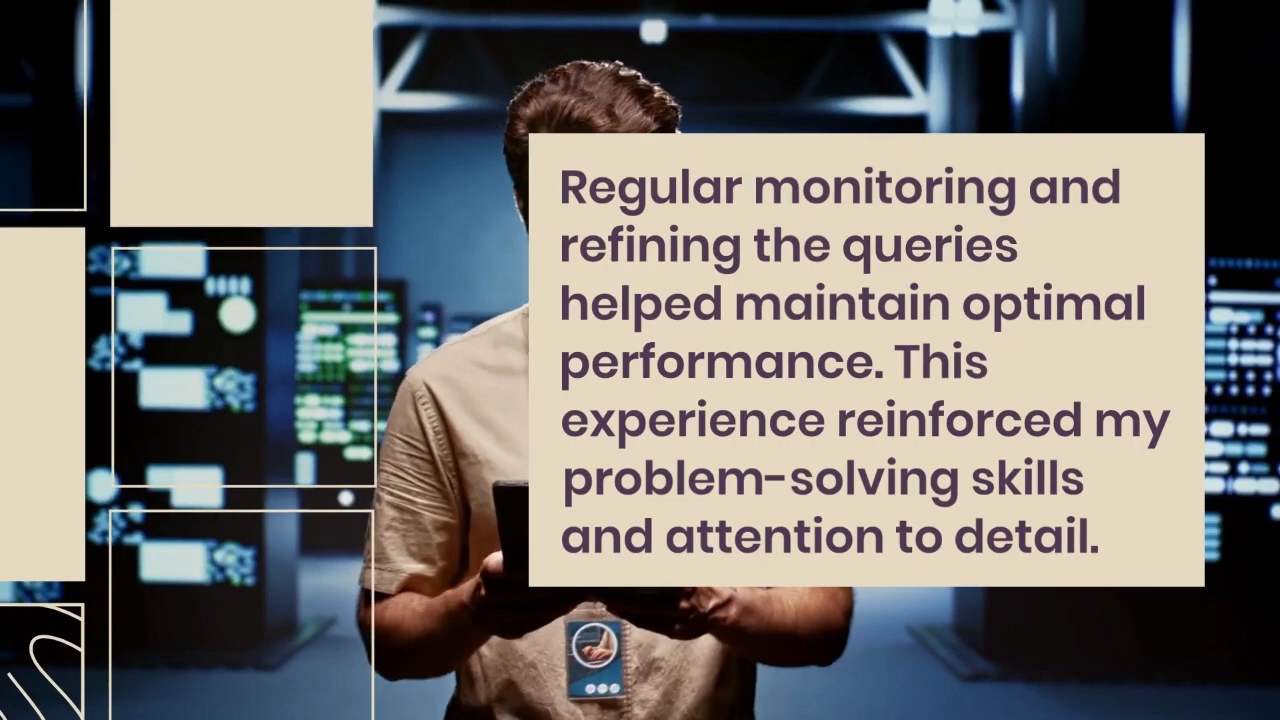 Regular monitoring and
refining the queries
helped maintain optimal
performance. This
experience reinforced my
problem-solving skills
and attention to detail.